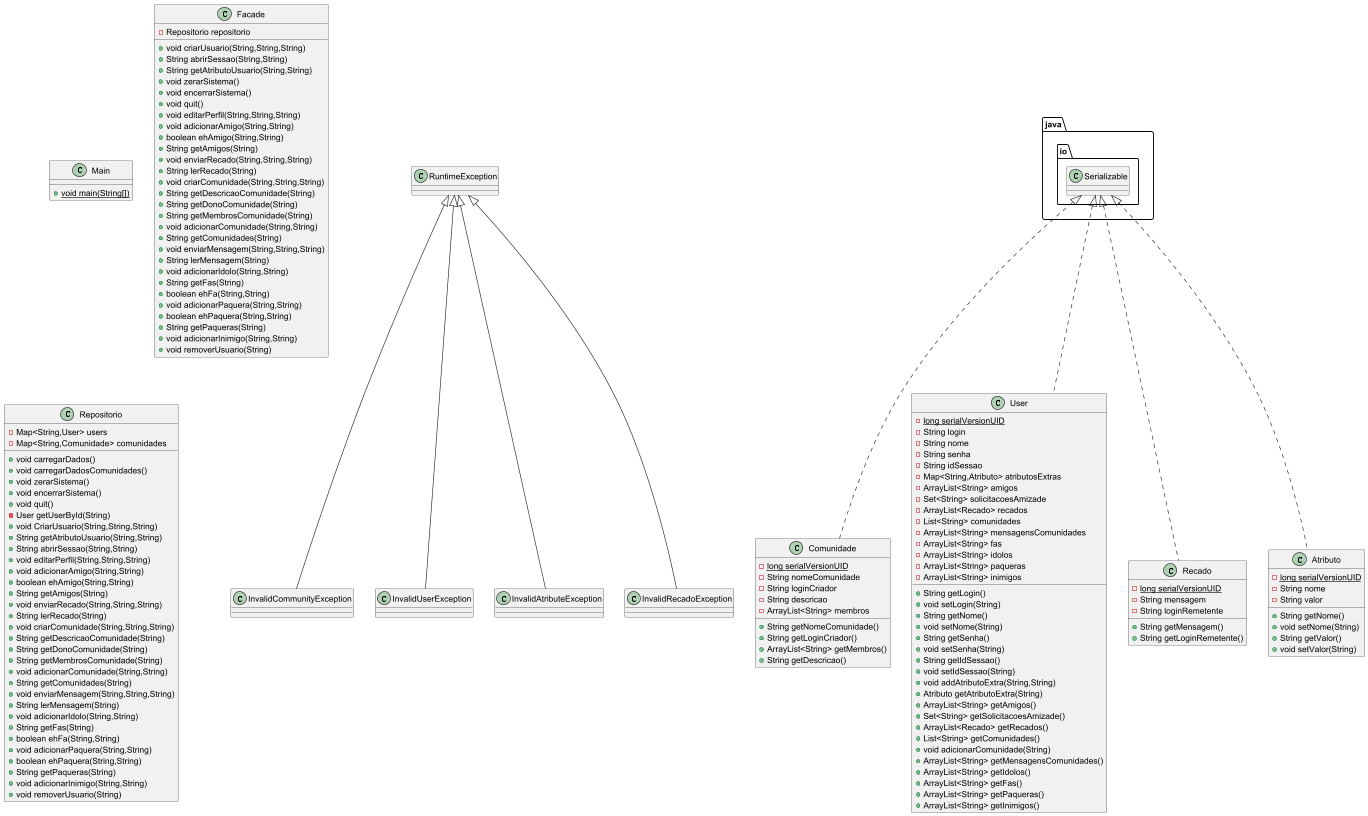 C Main
void main(String[])
C Facade
Repositorio repositorio
void criarUsuario(String,String,String)
String abrirSessao(String,String)
String getAtributoUsuario(String,String)
void zerarSistema()
void encerrarSistema()
void quit()
void editarPerfil(String,String,String)
void adicionarAmigo(String,String)
boolean ehAmigo(String,String)
String getAmigos(String)
void enviarRecado(String,String,String)
String lerRecado(String)
void criarComunidade(String,String,String)
String getDescricaoComunidade(String)
String getDonoComunidade(String)
String getMembrosComunidade(String)
void adicionarComunidade(String,String)
String getComunidades(String)
void enviarMensagem(String,String,String)
String lerMensagem(String)
void adicionarIdolo(String,String)
String getFas(String)
boolean ehFa(String,String)
void adicionarPaquera(String,String)
boolean ehPaquera(String,String)
String getPaqueras(String)
void adicionarInimigo(String,String)
void removerUsuario(String)
C RuntimeException
java
io
C Serializable
C Repositorio
Map<String,User> users
Map<String,Comunidade> comunidades
void carregarDados()
void carregarDadosComunidades()
void zerarSistema()
void encerrarSistema()
void quit()
User getUserById(String)
void CriarUsuario(String,String,String)
String getAtributoUsuario(String,String)
String abrirSessao(String,String)
void editarPerfil(String,String,String)
void adicionarAmigo(String,String)
boolean ehAmigo(String,String)
String getAmigos(String)
void enviarRecado(String,String,String)
String lerRecado(String)
void criarComunidade(String,String,String)
String getDescricaoComunidade(String)
String getDonoComunidade(String)
String getMembrosComunidade(String)
void adicionarComunidade(String,String)
String getComunidades(String)
void enviarMensagem(String,String,String)
String lerMensagem(String)
void adicionarIdolo(String,String)
String getFas(String)
boolean ehFa(String,String)
void adicionarPaquera(String,String)
boolean ehPaquera(String,String)
String getPaqueras(String)
void adicionarInimigo(String,String)
void removerUsuario(String)
C InvalidCommunityException
C InvalidUserException
C InvalidAtributeException
C InvalidRecadoException
C Comunidade
long serialVersionUID
String nomeComunidade
String loginCriador
String descricao
ArrayList<String> membros
String getNomeComunidade()
String getLoginCriador()
ArrayList<String> getMembros()
String getDescricao()
C User
long serialVersionUID
String login
String nome
String senha
String idSessao
Map<String,Atributo> atributosExtras
ArrayList<String> amigos
Set<String> solicitacoesAmizade
ArrayList<Recado> recados
List<String> comunidades
ArrayList<String> mensagensComunidades
ArrayList<String> fas
ArrayList<String> idolos
ArrayList<String> paqueras
ArrayList<String> inimigos
String getLogin()
void setLogin(String)
String getNome()
void setNome(String)
String getSenha()
void setSenha(String)
String getIdSessao()
void setIdSessao(String)
void addAtributoExtra(String,String)
Atributo getAtributoExtra(String)
ArrayList<String> getAmigos()
Set<String> getSolicitacoesAmizade()
ArrayList<Recado> getRecados()
List<String> getComunidades()
void adicionarComunidade(String)
ArrayList<String> getMensagensComunidades()
ArrayList<String> getIdolos()
ArrayList<String> getFas()
ArrayList<String> getPaqueras()
ArrayList<String> getInimigos()
C Recado
long serialVersionUID
String mensagem
String loginRemetente
String getMensagem()
String getLoginRemetente()
C Atributo
long serialVersionUID
String nome
String valor
String getNome()
void setNome(String)
String getValor()
void setValor(String)